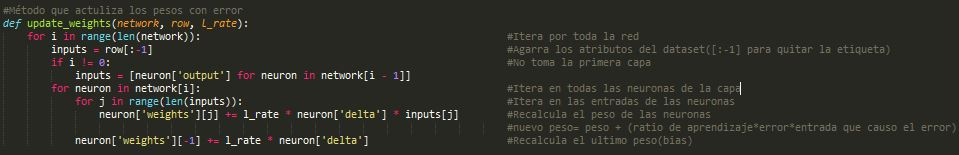 #Método que actuliza los pesos con error
def update_weights(network, row, l_rate):
    for i in range(len(network)): #Itera por toda la red
        inputs = row[:-1] #Agarra los atributos del dataset([:-1] para quitar la etiqueta)
        if i != 0: #No toma la primera capa
            inputs = [neuron['output'] for neuron in network[i - 1]]
        for neuron in network[i]: #Itera en todas las neuronas de la capa
            for j in range(len(inputs)): #Itera en las entradas de las neuronas
                neuron['weights'][j] += l_rate * neuron['delta'] * inputs[j] #Recalcula el peso de las neuronas
#nuevo peso= peso + (ratio de aprendizaje*error*entrada que causo el error)
            neuron['weights'][-1] += l_rate * neuron['delta'] #Recalcula el ultimo peso(bias)